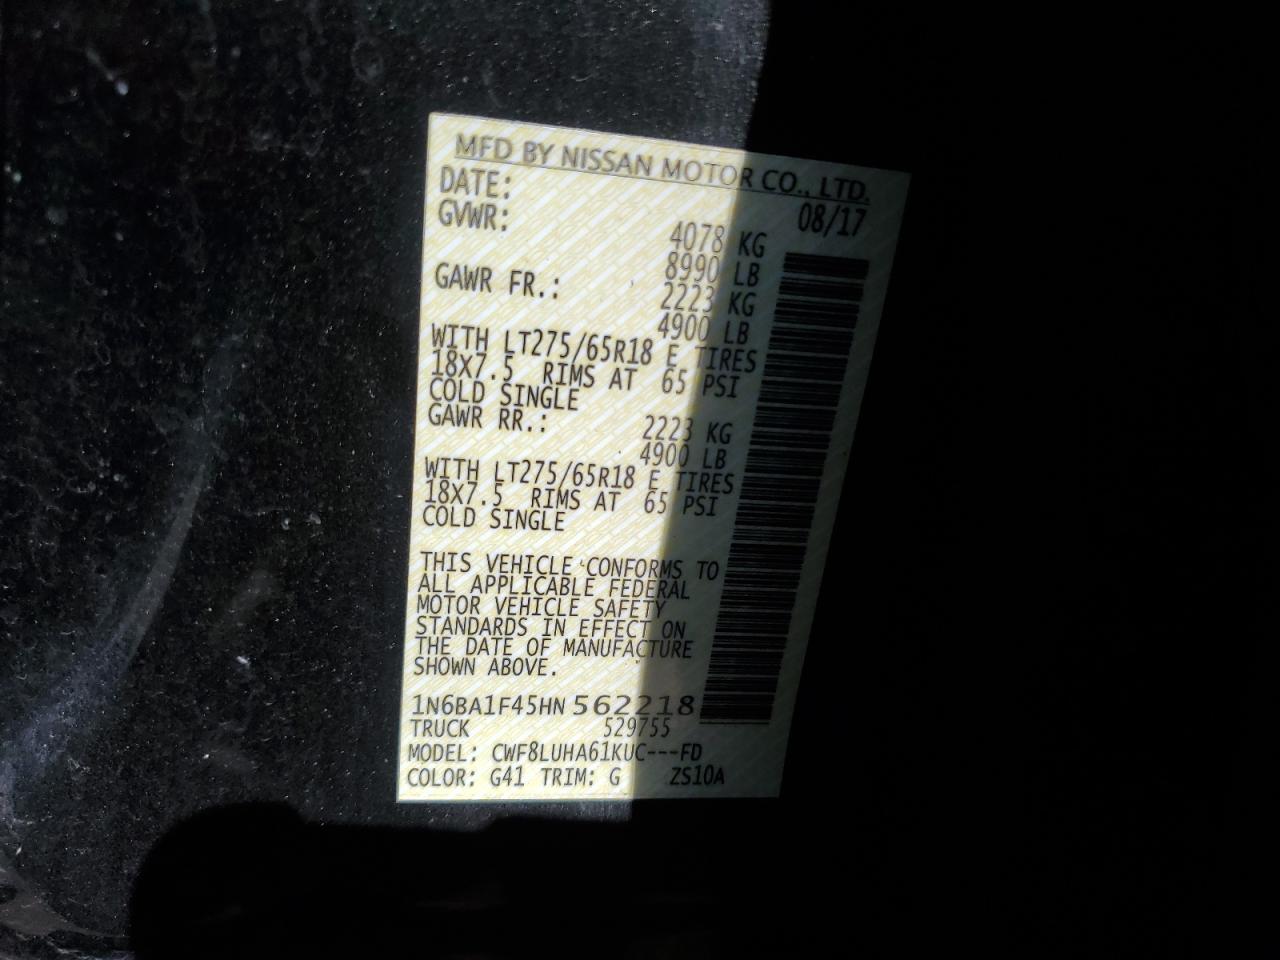 MFD BY NISSAN MOTOR CO., LTD.
DATE: 08/17
GVWR: 4078 KG
8990 LB
GAWR FR.: 2223 KG
4900 LB
WITH LT275/65R18 E TIRES
18X7.5 RIMS AT 65 PSI
COLD SINGLE
GAWR RR.: 2223 KG
4900 LB
WITH LT275/65R18 E TIRES
18X7.5 RIMS AT 65 PSI
COLD SINGLE
THIS VEHICLE CONFORMS TO
ALL APPLICABLE FEDERAL
MOTOR VEHICLE SAFETY
STANDARDS IN EFFECT ON
THE DATE OF MANUFACTURE
SHOWN ABOVE.
1N6BA1F45HN562218
TRUCK 529755
MODEL: CWF8LUHA61KUC---FD
COLOR: G41 TRIM: G ZS10A